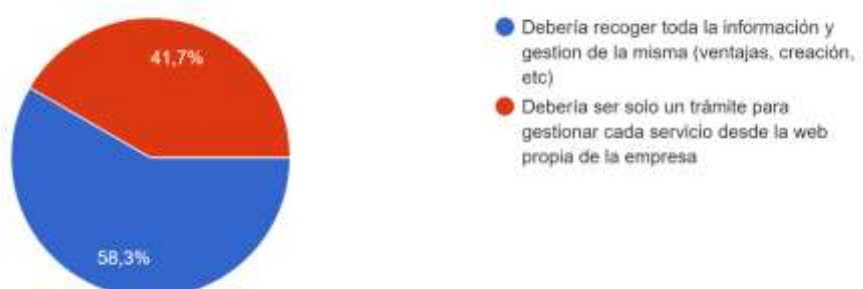 41,7%
58,3%
Debería recoger toda la información y
gestion de la misma (ventajas, creación,
etc)
Debería ser solo un trámite para
gestionar cada servicio desde la web
propia de la empresa